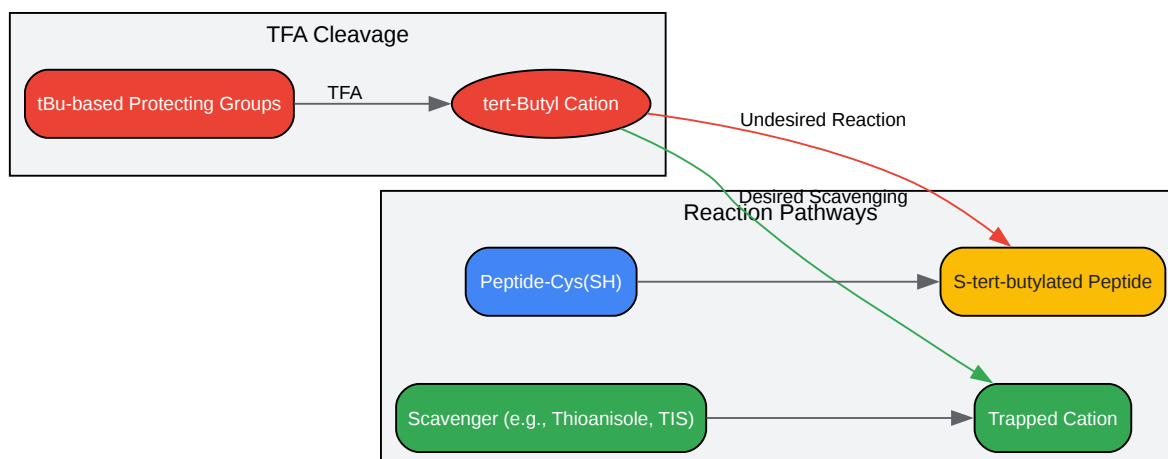 TFA Cleavage
tBu-based Protecting Groups
TFA
tert-Butyl Cation
Undesired Reaction
Desired Scavenging
Reaction Pathways
Peptide-Cys(SH)
S-tert-butylated Peptide
Scavenger (e.g., Thioanisole, TIS)
Trapped Cation